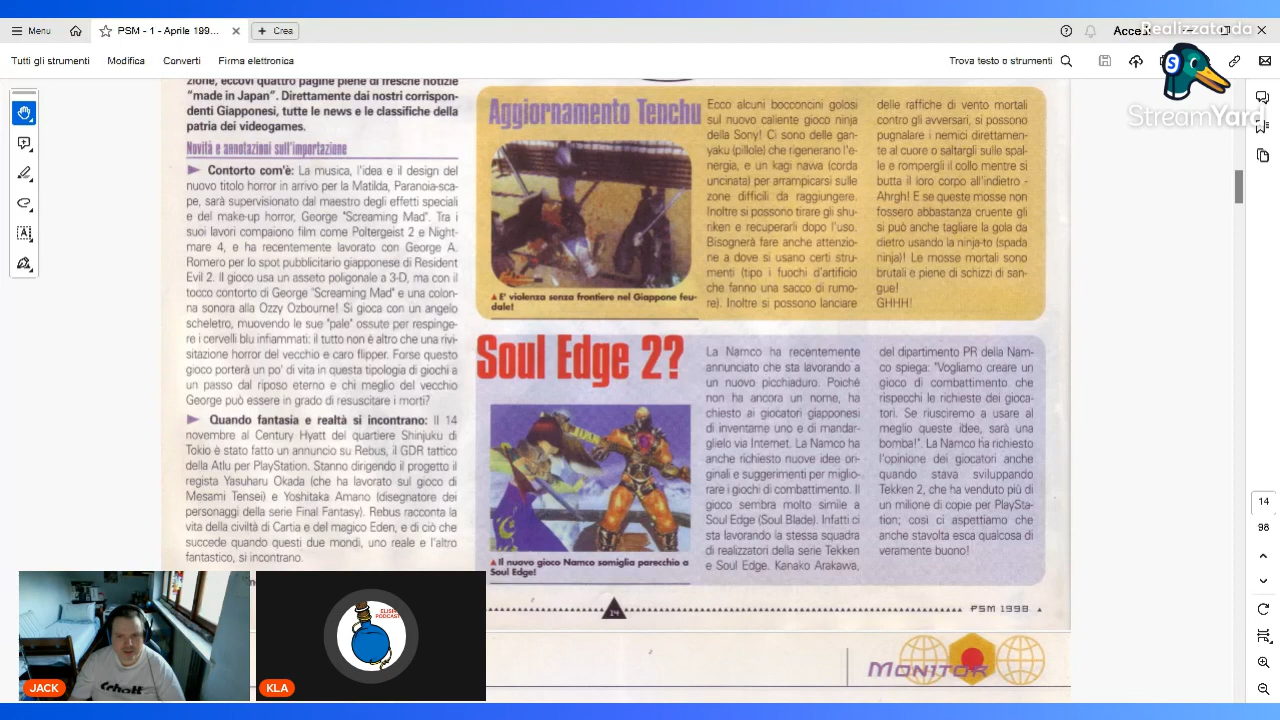 Menu
PSM - 1 - Aprile 199...
Crea
Realizzato da
Tutti gli strumenti
Modifica
Converti
Firma elettronica
Trova testo o strumenti
StreamYard
zione, eccovi quattro pagine piene di fresche notizie
"made in Japan". Direttamente dai nostri corrispon-
denti Giapponesi, tutte le news e le classifiche della
patria dei videogames.
Novità e annotazioni sull'importazione
Contorto com'è: La musica, l'idea e il design del
nuovo titolo horror in arrivo per la Matilda, Paranoia-sca-
pe, sarà supervisionato dal maestro degli effetti speciali
e del make-up horror, George "Screaming Mad". Tra i
suoi lavori compaiono film come Poltergeist 2 e Night-
mare 4, e ha recentemente lavorato con George A.
Romero per lo spot pubblicitario giapponese di Resident
Evil 2. Il gioco usa un asseto poligonale a 3-D, ma con il
tocco contorto di George "Screaming Mad" e una colon-
na sonora alla Ozzy Ozbourne! Si gioca con un angelo
scheletro, muovendo le sue "pale" ossute per respinge-
re i cervelli blu infiammati: il tutto non è altro che una rivi-
sitazione horror del vecchio e caro flipper. Forse questo
gioco porterà un po' di vita in questa tipologia di giochi a
un passo dal riposo eterno e chi meglio del vecchio
George può essere in grado di resuscitare i morti?
Quando fantasia e realtà si incontrano: Il 14
novembre al Century Hyatt del quartiere Shinjuku di
Tokio è stato fatto un annuncio su Rebus, il GDR tattico
della Atlu per PlayStation. Stanno dirigendo il progetto il
regista Yasuharu Okada (che ha lavorato sul gioco di
Mesami Tensei) e Yoshitaka Amano (disegnatore dei
personaggi della serie Final Fantasy). Rebus racconta la
vita della civiltà di Cartia e del magico Eden, e di ciò che
succede quando questi due mondi, uno reale e l'altro
fantastico, si incontrano.
Aggiornamento Tenchu
E' violenza senza frontiere nel Giappone feu-
dale!
Ecco alcuni bocconcini golosi
sul nuovo caliente gioco ninja
della Sony! Ci sono delle gan-
yaku (pillole) che rigenerano l'e-
nergia, e un kagi nawa (corda
uncinata) per arrampicarsi sulle
zone difficili da raggiungere.
Inoltre si possono tirare gli shu-
riken e recuperarli dopo l'uso.
Bisognerà fare anche attenzio-
ne a dove si usano certi stru-
menti (tipo i fuochi d'artificio
che fanno una sacco di rumo-
re). Inoltre si possono lanciare
delle raffiche di vento mortali
contro gli avversari, si possono
pugnalare i nemici direttamen-
te al cuore o saltargli sulle spal-
le e rompergli il collo mentre si
butta il loro corpo all'indietro -
Ahrgh! E se queste mosse non
fossero abbastanza cruente gli
si può anche tagliare la gola da
dietro usando la ninja-to (spada
ninja)! Le mosse mortali sono
brutali e piene di schizzi di san-
gue!
GHHH!
Soul Edge 2?
Il nuovo gioco Namco somiglia parecchio a
Soul Edge!
La Namco ha recentemente
annunciato che sta lavorando a
un nuovo picchiaduro. Poiché
non ha ancora un nome, ha
chiesto ai giocatori giapponesi
di inventarne uno e di mandar-
glielo via Internet. La Namco ha
anche richiesto nuove idee ori-
ginali e suggerimenti per miglio-
rare i giochi di combattimento. Il
gioco sembra molto simile a
Soul Edge (Soul Blade). Infatti ci
sta lavorando la stessa squadra
di realizzatori della serie Tekken
e Soul Edge. Kanako Arakawa,
del dipartimento PR della Nam-
co spiega: "Vogliamo creare un
gioco di combattimento che
rispecchi le richieste dei gioca-
tori. Se riusciremo a usare al
meglio queste idee, sarà una
bomba!". La Namco ha richiesto
l'opinione dei giocatori anche
quando stava sviluppando
Tekken 2, che ha venduto più di
un milione di copie per PlaySta-
tion; così ci aspettiamo che
anche stavolta esca qualcosa di
veramente buono!
14
PSM 1998
MONITOR
14
98
JACK
ELISIR
PODCAST
KLA